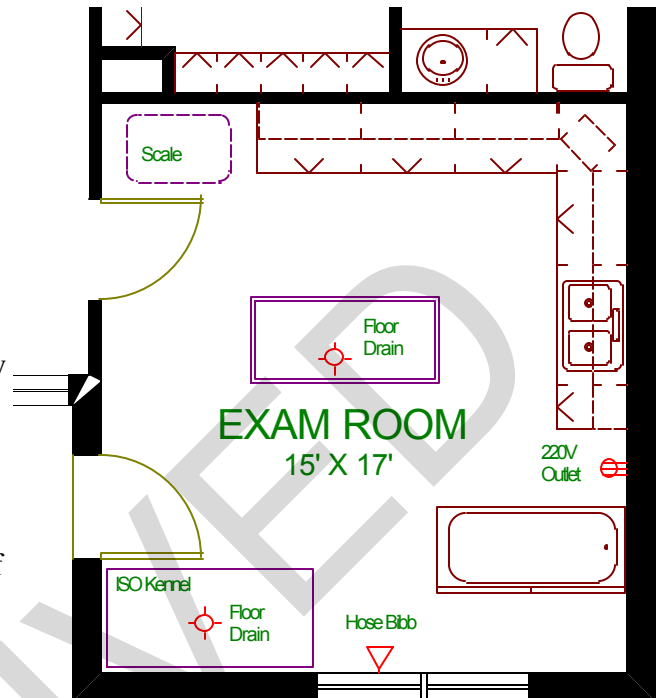 Scale
Floor
Drain
EXAM ROOM
15' X 17'
220V
Outlet
ISO Kennel
Floor
Drain
Hose Bibb